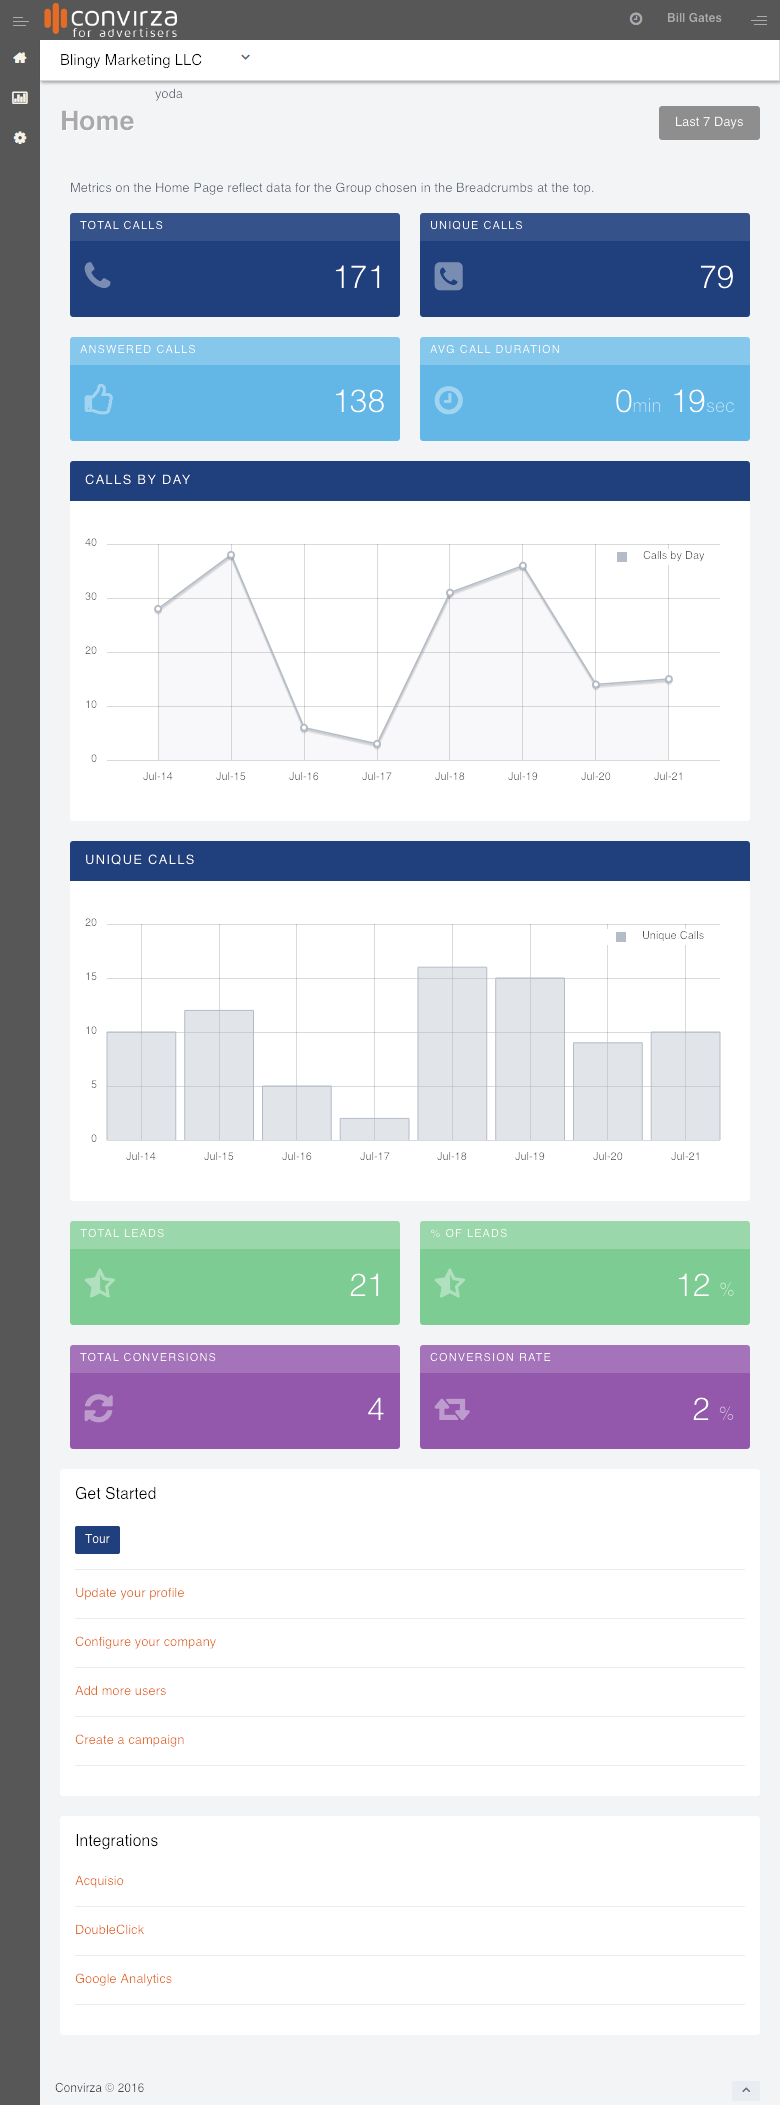 convirza
for advertisers
Bill Gates
Blingy Marketing LLC
yoda
Home
Last 7 Days
Metrics on the Home Page reflect data for the Group chosen in the Breadcrumbs at the top.
TOTAL CALLS
171
UNIQUE CALLS
79
ANSWERED CALLS
138
AVG CALL DURATION
0min 19sec
CALLS BY DAY
40
Calls by Day
30
20
10
0
Jul-14 Jul-15 Jul-16 Jul-17 Jul-18 Jul-19 Jul-20 Jul-21
UNIQUE CALLS
20
Unique Calls
15
10
5
0
Jul-14 Jul-15 Jul-16 Jul-17 Jul-18 Jul-19 Jul-20 Jul-21
TOTAL LEADS
21
% OF LEADS
12 %
TOTAL CONVERSIONS
4
CONVERSION RATE
2 %
Get Started
Tour
Update your profile
Configure your company
Add more users
Create a campaign
Integrations
Acquisio
DoubleClick
Google Analytics
Convirza © 2016